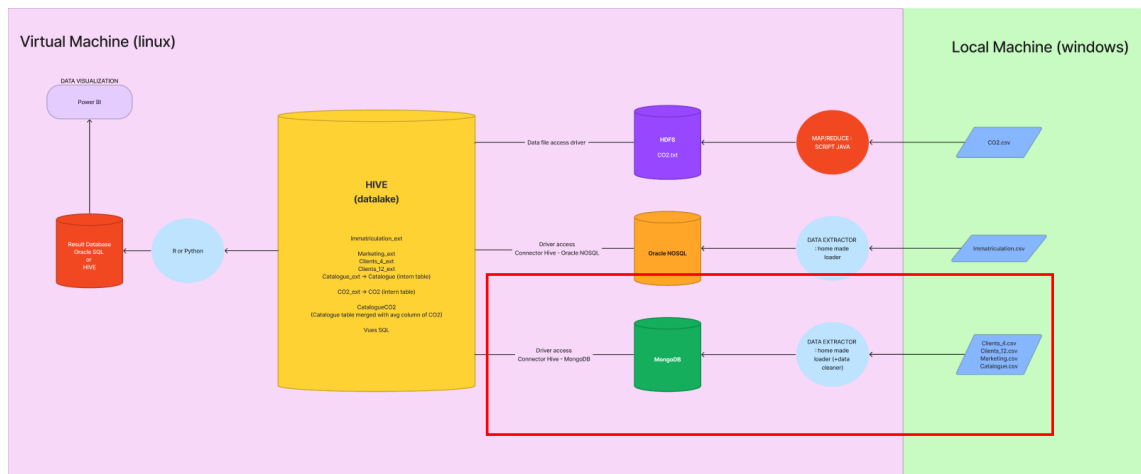 Virtual Machine (linux)
Local Machine (windows)
DATA VISUALIZATION
Power BI
Result Database
Oracle SQL
or
HIVE
R or Python
HIVE
(datalake)
Immatriculation_ext
Marketing_ext
Clients_4_ext
Clients_12_ext
Catalogue_ext → Catalogue (intern table)
CO2_ext → CO2 (intern table)
CatalogueCO2
(Catalogue table merged with avg column of CO2)
Vues SQL
Data file access driver
HDFS
CO2.txt
MAP/REDUCE :
SCRIPT JAVA
CO2.csv
Driver access
Connector Hive - Oracle NOSQL
Oracle NOSQL
DATA EXTRACTOR
: home made
loader
Immatriculation.csv
Driver access
Connector Hive - MongoDB
MongoDB
DATA EXTRACTOR
: home made
loader (+data
cleaner)
Clients_4.csv
Clients_12.csv
Marketing.csv
Catalogue.csv